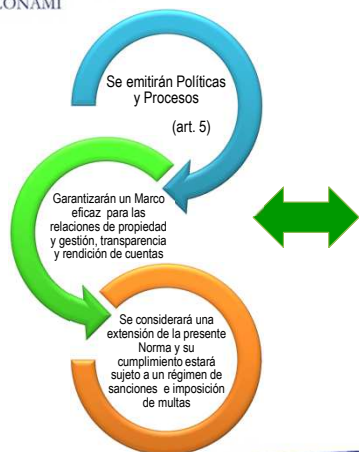 CONAMI
Se emitirán Políticas
y Procesos
(art. 5)
Garantizarán un Marco
eficaz para las
relaciones de propiedad
y gestión, transparencia
y rendición de cuentas
Se considerará una
extensión de la presente
Norma y su
cumplimiento estará
sujeto a un régimen de
sanciones e imposición
de multas